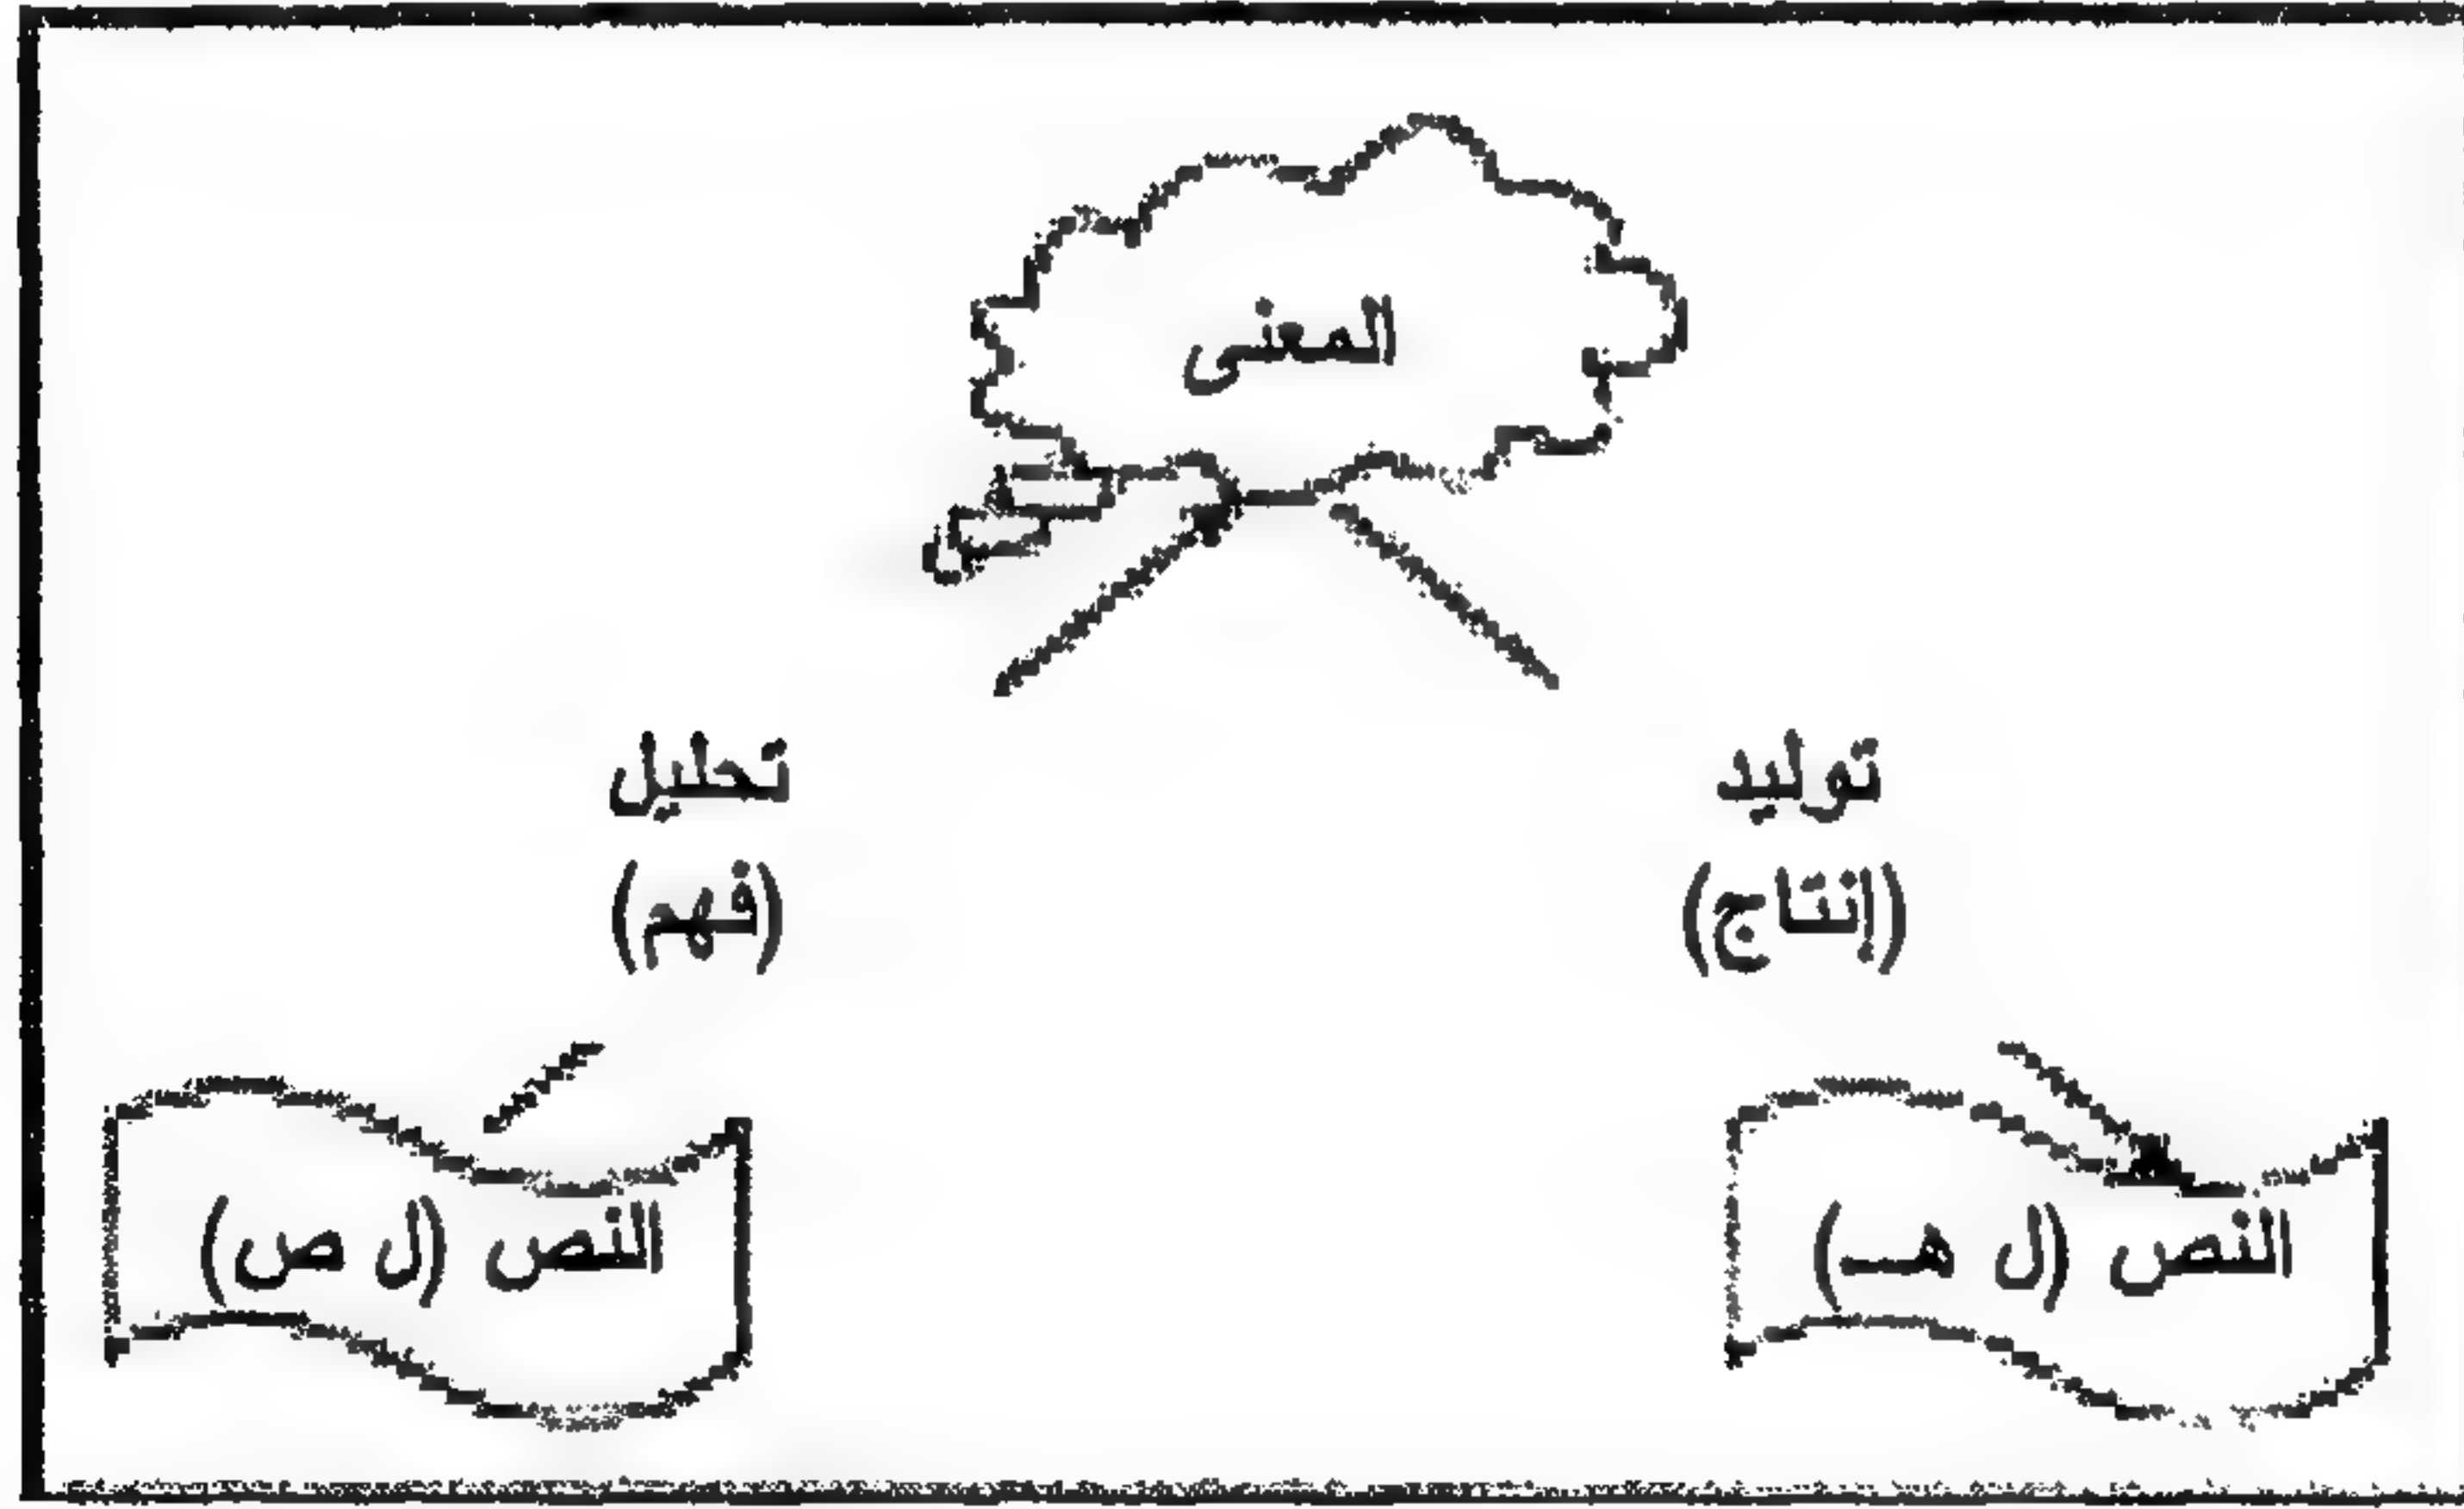 المعنى
توليد
(إنتاج)
تحليل
(فهم)
النص (ل هـ)
النص (ل ص)